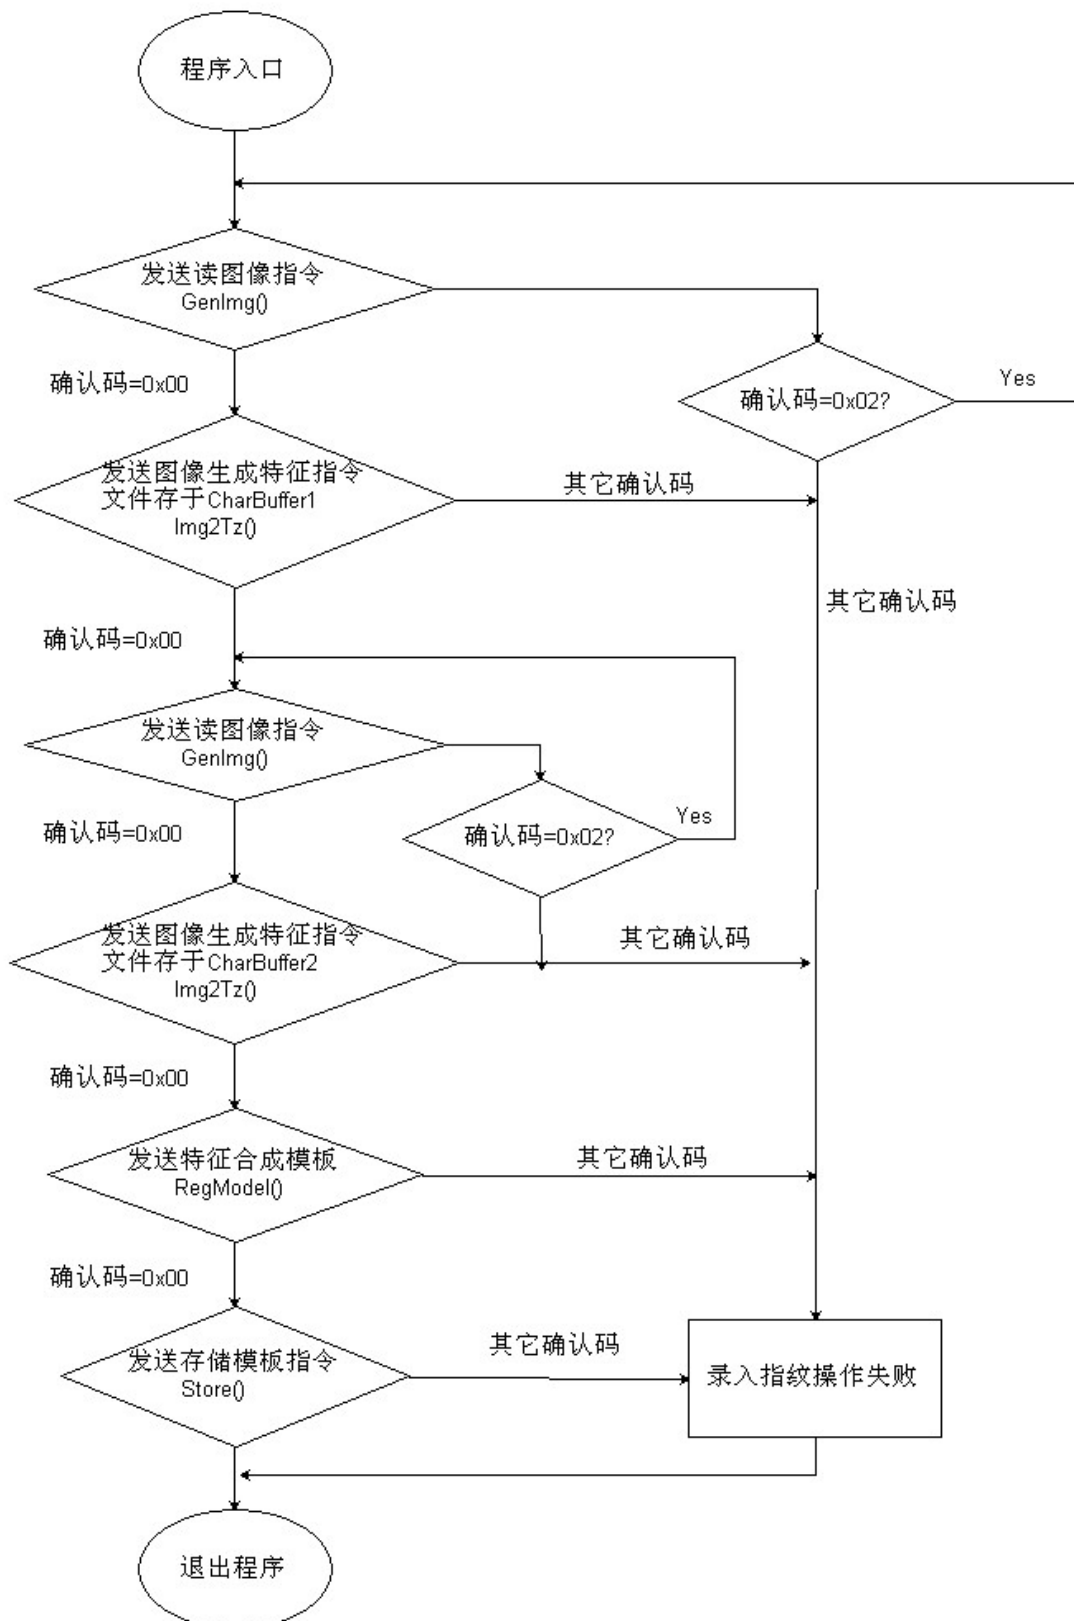 程序入口
发送读图像指令
GenImg()
确认码=0x00
确认码=0x02?
Yes
发送图像生成特征指令
文件存于CharBuffer1
Img2Tz()
其它确认码
其它确认码
确认码=0x00
发送读图像指令
GenImg()
确认码=0x00
确认码=0x02?
Yes
发送图像生成特征指令
文件存于CharBuffer2
Img2Tz()
其它确认码
确认码=0x00
发送特征合成模板
RegModel()
其它确认码
确认码=0x00
发送存储模板指令
Store()
其它确认码
录入指纹操作失败
退出程序